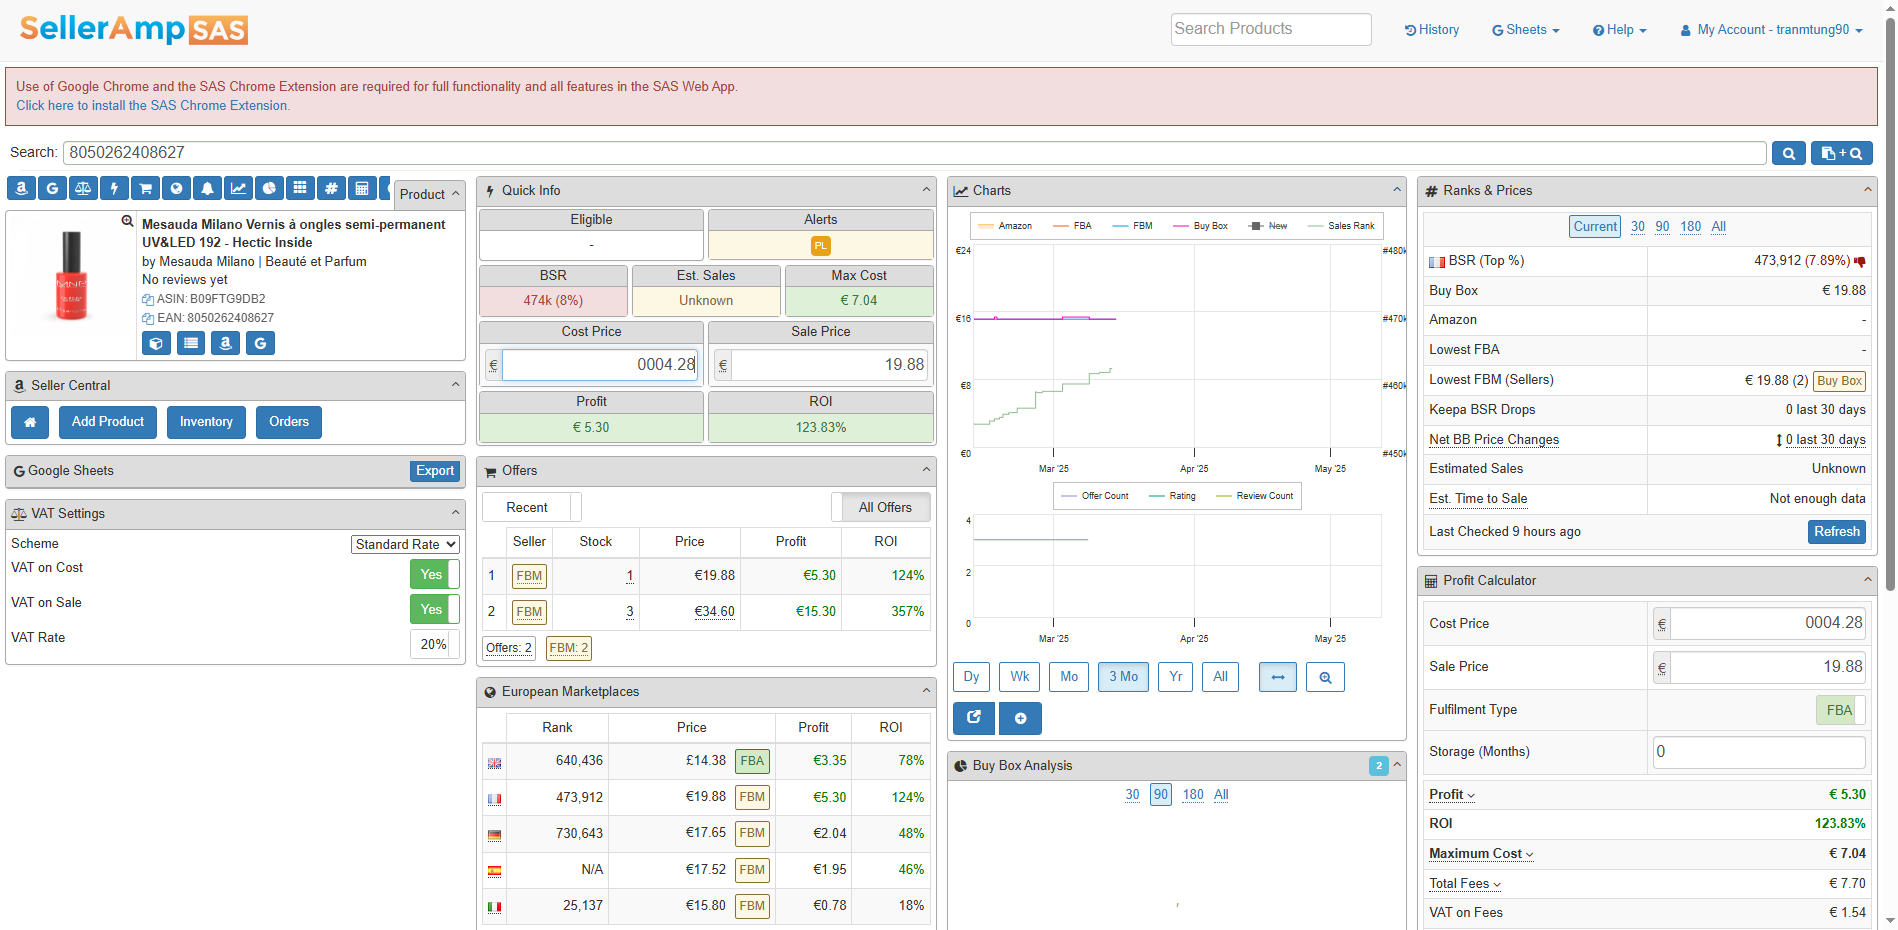 SellerAmp SAS
Search Products
History
Sheets
Help
My Account - tranmtung90
Use of Google Chrome and the SAS Chrome Extension are required for full functionality and all features in the SAS Web App.
Click here to install the SAS Chrome Extension.
Search: 8050262408627
+
Product
Mesauda Milano Vernis à ongles semi-permanent
UV&LED 192 - Hectic Inside
by Mesauda Milano | Beauté et Parfum
No reviews yet
ASIN: B09FTG9DB2
EAN: 8050262408627
Seller Central
Add Product Inventory Orders
Google Sheets Export
VAT Settings
Scheme Standard Rate
VAT on Cost Yes
VAT on Sale Yes
VAT Rate 20%
Quick Info
Eligible Alerts
- PL
BSR Est. Sales Max Cost
474k (8%) Unknown € 7.04
Cost Price Sale Price
€ 0004.28 € 19.88
Profit ROI
€ 5.30 123.83%
Offers
Recent All Offers
Seller Stock Price Profit ROI
1 FBM 1 €19.88 €5.30 124%
2 FBM 3 €34.60 €15.30 357%
Offers: 2 FBM: 2
European Marketplaces
Rank Price Profit ROI
640,436 £14.38 FBA €3.35 78%
473,912 €19.88 FBM €5.30 124%
730,643 €17.65 FBM €2.04 48%
N/A €17.52 FBM €1.95 46%
25,137 €15.80 FBM €0.78 18%
Charts
Amazon FBA FBM Buy Box New Sales Rank
€24 #480k
€16 #470k
€8 #460k
€0 #450k
Mar '25 Apr '25 May '25
Offer Count Rating Review Count
4
2
0
Mar '25 Apr '25 May '25
Dy Wk Mo 3 Mo Yr All
Buy Box Analysis 2
30 90 180 All
Ranks & Prices
Current 30 90 180 All
BSR (Top %) 473,912 (7.89%)
Buy Box € 19.88
Amazon -
Lowest FBA -
Lowest FBM (Sellers) € 19.88 (2) Buy Box
Keepa BSR Drops 0 last 30 days
Net BB Price Changes 0 last 30 days
Estimated Sales Unknown
Est. Time to Sale Not enough data
Last Checked 9 hours ago Refresh
Profit Calculator
Cost Price € 0004.28
Sale Price € 19.88
Fulfilment Type FBA
Storage (Months) 0
Profit € 5.30
ROI 123.83%
Maximum Cost € 7.04
Total Fees € 7.70
VAT on Fees € 1.54